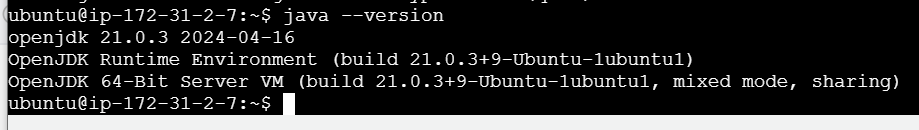 ubuntu@ip-172-31-2-7:~$ java --version
openjdk 21.0.3 2024-04-16
OpenJDK Runtime Environment (build 21.0.3+9-Ubuntu-1ubuntu1)
OpenJDK 64-Bit Server VM (build 21.0.3+9-Ubuntu-1ubuntu1, mixed mode, sharing)
ubuntu@ip-172-31-2-7:~$